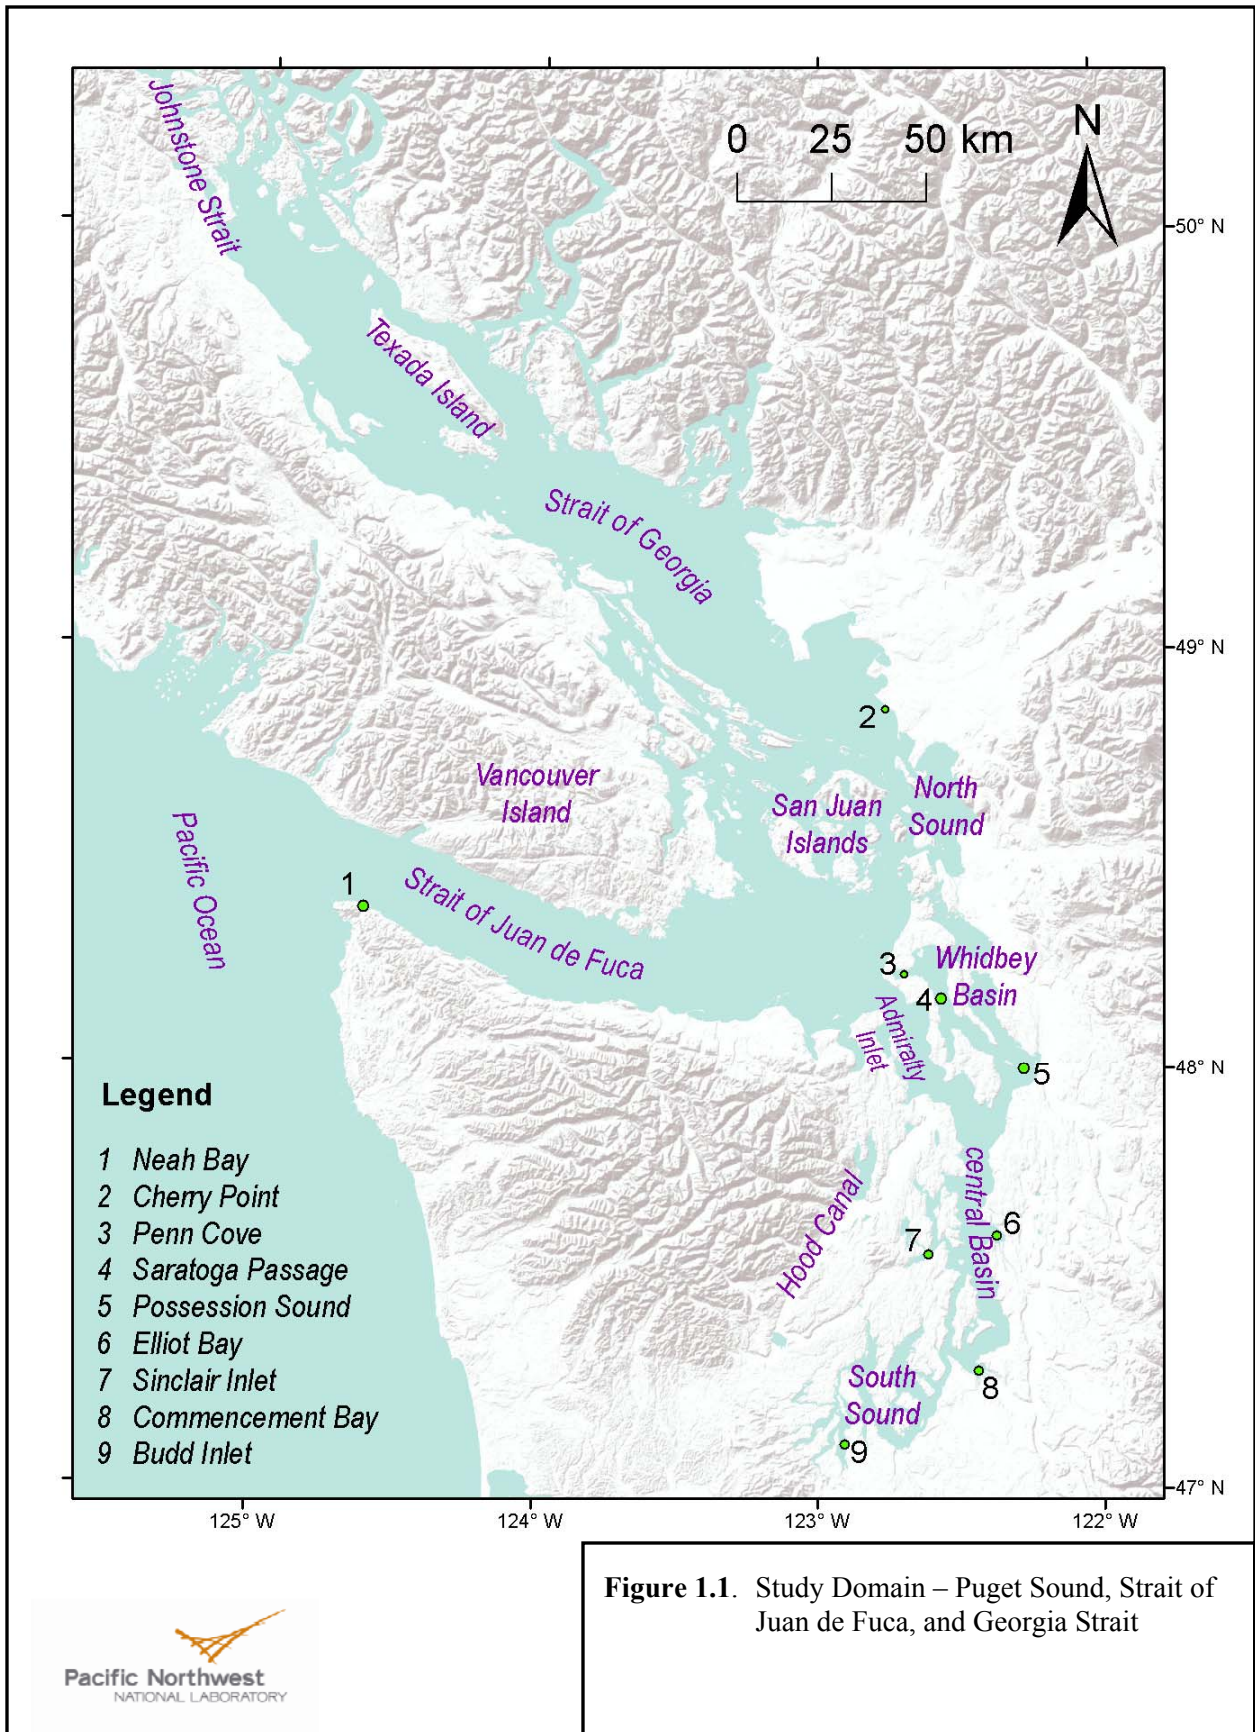 Johnstone Strait
0 25 50 km
N
50° N
Texada Island
Strait of Georgia
49° N
2
Vancouver
Island
San Juan
Islands
North
Sound
Pacific Ocean
1
Strait of Juan de Fuca
3
Whidbey
Basin
4
Admiralty
Inlet
5
48° N
Legend
1 Neah Bay
2 Cherry Point
3 Penn Cove
4 Saratoga Passage
5 Possession Sound
6 Elliot Bay
7 Sinclair Inlet
8 Commencement Bay
9 Budd Inlet
Hood Canal
central Basin
6
7
South
Sound
8
9
47° N
125° W 124° W 123° W 122° W
Figure 1.1. Study Domain – Puget Sound, Strait of
Juan de Fuca, and Georgia Strait
Pacific Northwest
NATIONAL LABORATORY